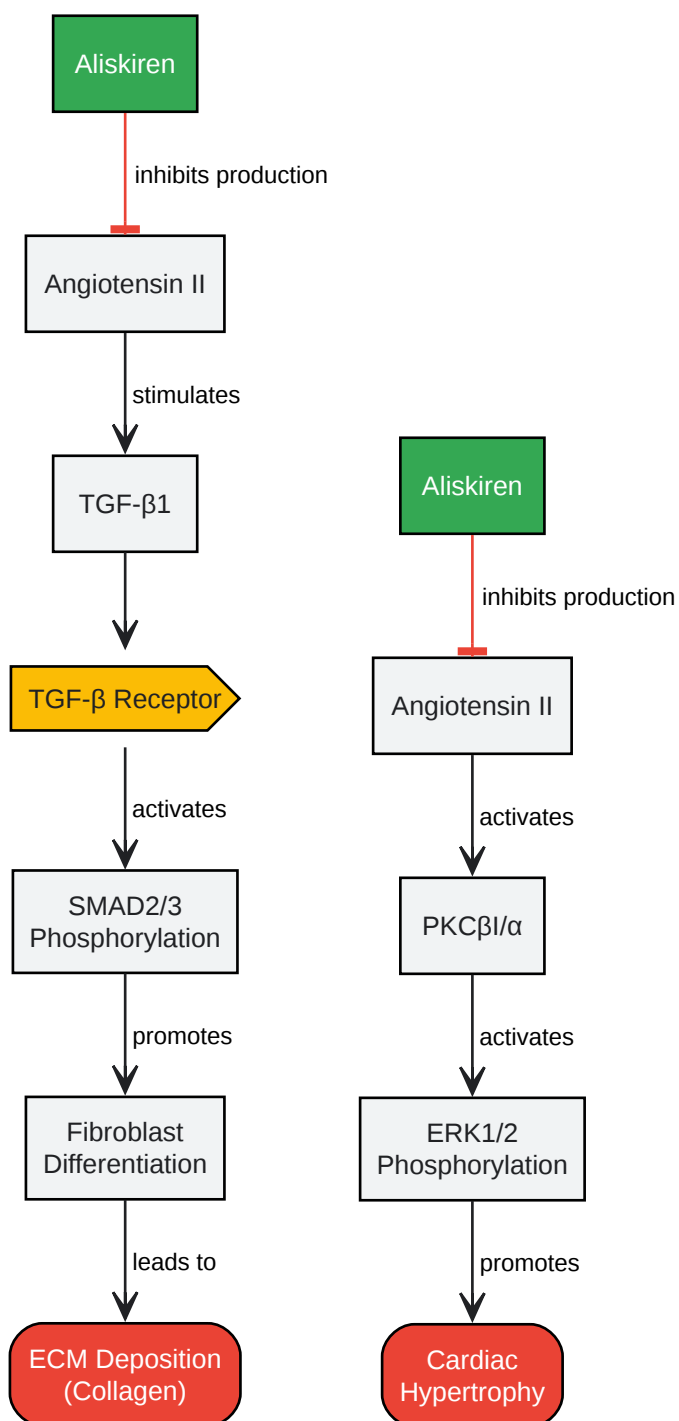 Aliskiren
inhibits production
Angiotensin II
stimulates
TGF-β1
TGF-β Receptor
activates
SMAD2/3
Phosphorylation
promotes
Fibroblast
Differentiation
leads to
ECM Deposition
(Collagen)
Aliskiren
inhibits production
Angiotensin II
activates
PKCβI/α
activates
ERK1/2
Phosphorylation
promotes
Cardiac
Hypertrophy